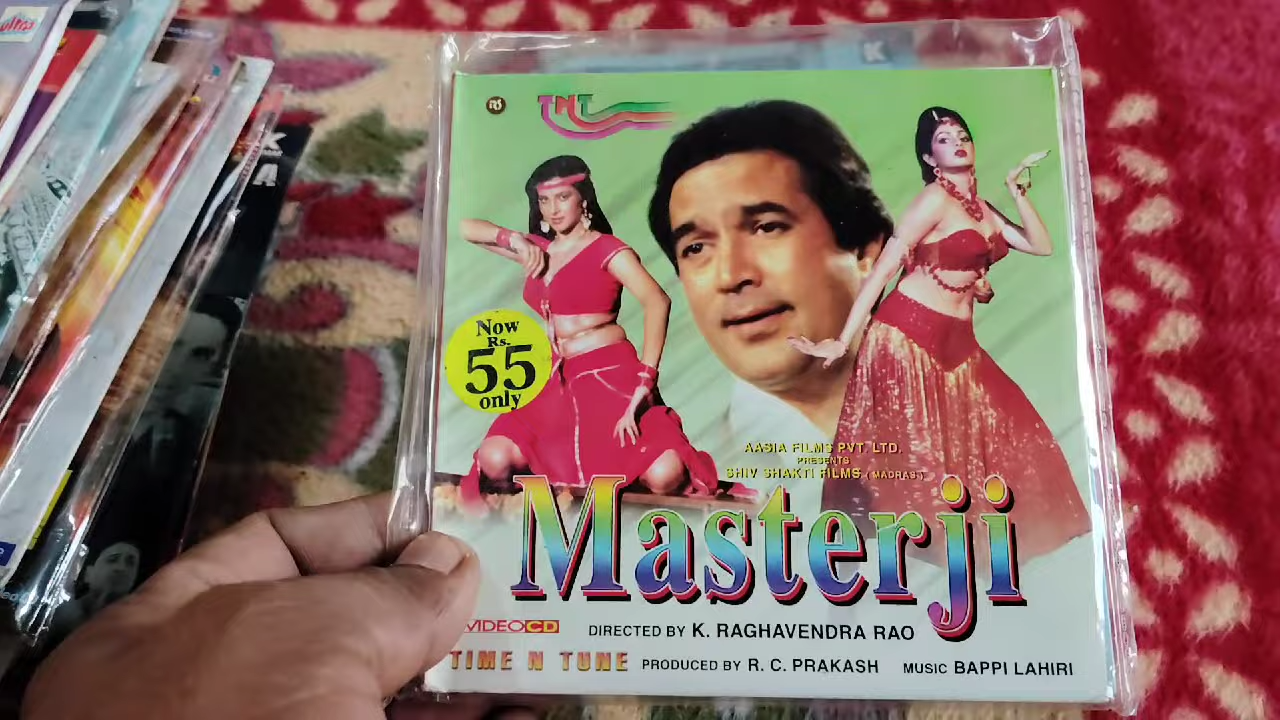 ultra
K
K
A
TNT
Now
Rs.
55
only
AASIA FILMS PVT. LTD.
PRESENTS
SHIV SHAKTI FILMS (MADRAS)
Masterji
VIDEO CD
DIRECTED BY K. RAGHAVENDRA RAO
TIME N TUNE
PRODUCED BY R. C. PRAKASH
MUSIC BAPPI LAHIRI